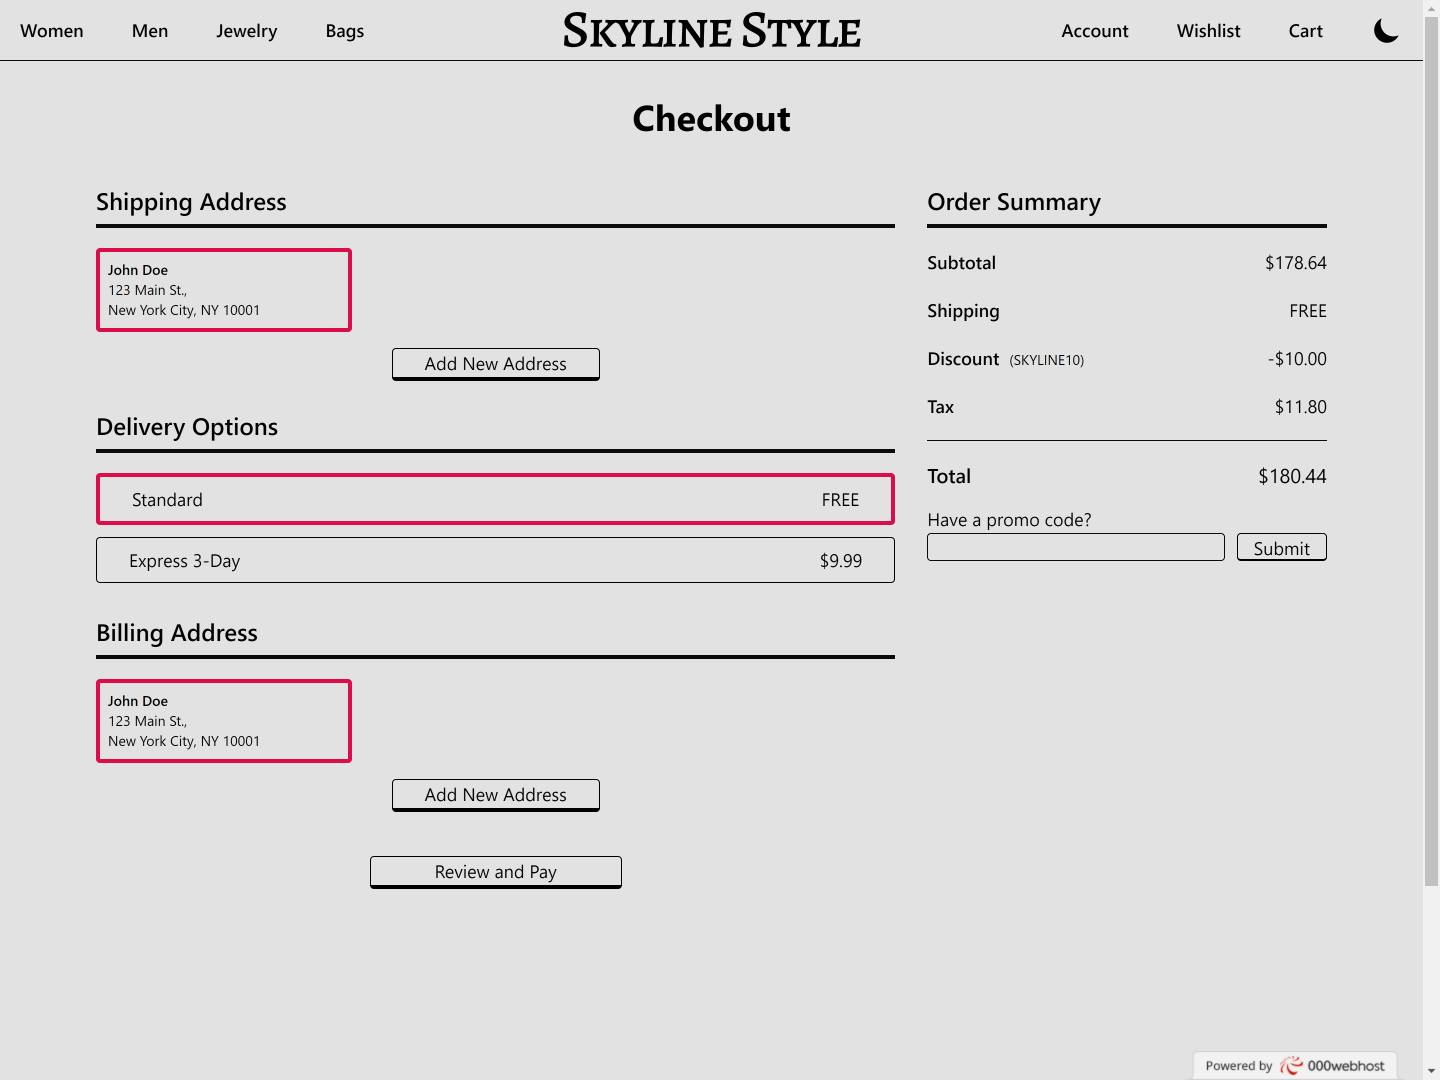 Women Men Jewelry Bags SKYLINE STYLE Account Wishlist Cart
Checkout
Shipping Address
John Doe
123 Main St.,
New York City, NY 10001
Add New Address
Delivery Options
Standard FREE
Express 3-Day $9.99
Billing Address
John Doe
123 Main St.,
New York City, NY 10001
Add New Address
Review and Pay
Order Summary
Subtotal $178.64
Shipping FREE
Discount (SKYLINE10) -$10.00
Tax $11.80
Total $180.44
Have a promo code?
Submit
Powered by 000webhost